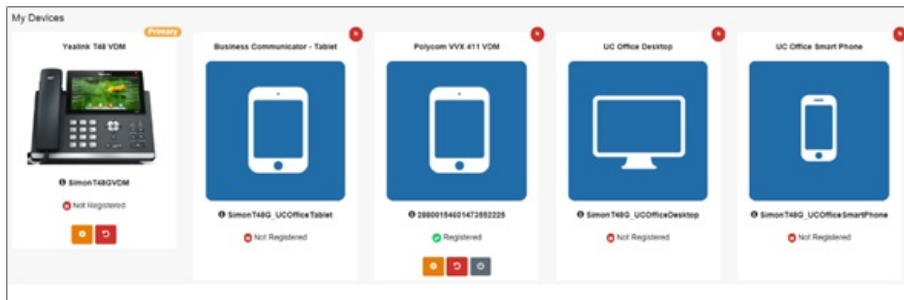 My Devices
Primary
Yealink T48 VDM
SimonT48GVDM
Not Registered
Business Communicator - Tablet
SimonT48G_UCOfficeTablet
Not Registered
Polycom VVX 411 VDM
28800154601473552225
Registered
UC Office Desktop
SimonT48G_UCOfficeDesktop
Not Registered
UC Office Smart Phone
SimonT48G_UCOfficeSmartPhone
Not Registered